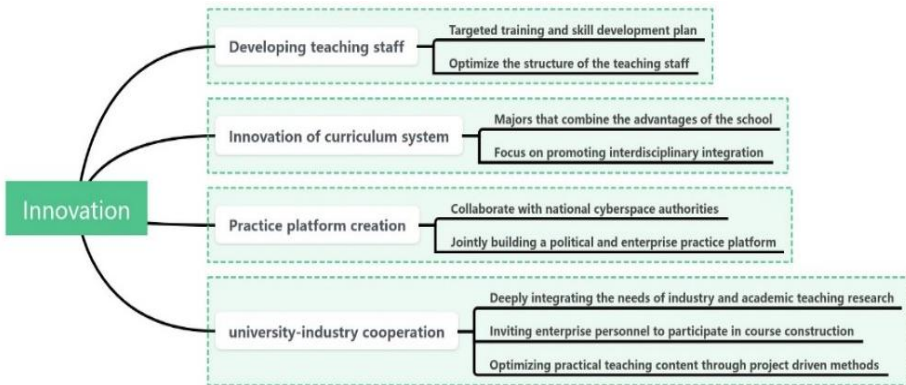 Innovation
Developing teaching staff
Targeted training and skill development plan
Optimize the structure of the teaching staff
Innovation of curriculum system
Majors that combine the advantages of the school
Focus on promoting interdisciplinary integration
Practice platform creation
Collaborate with national cyberspace authorities
Jointly building a political and enterprise practice platform
university-industry cooperation
Deeply integrating the needs of industry and academic teaching research
Inviting enterprise personnel to participate in course construction
Optimizing practical teaching content through project driven methods